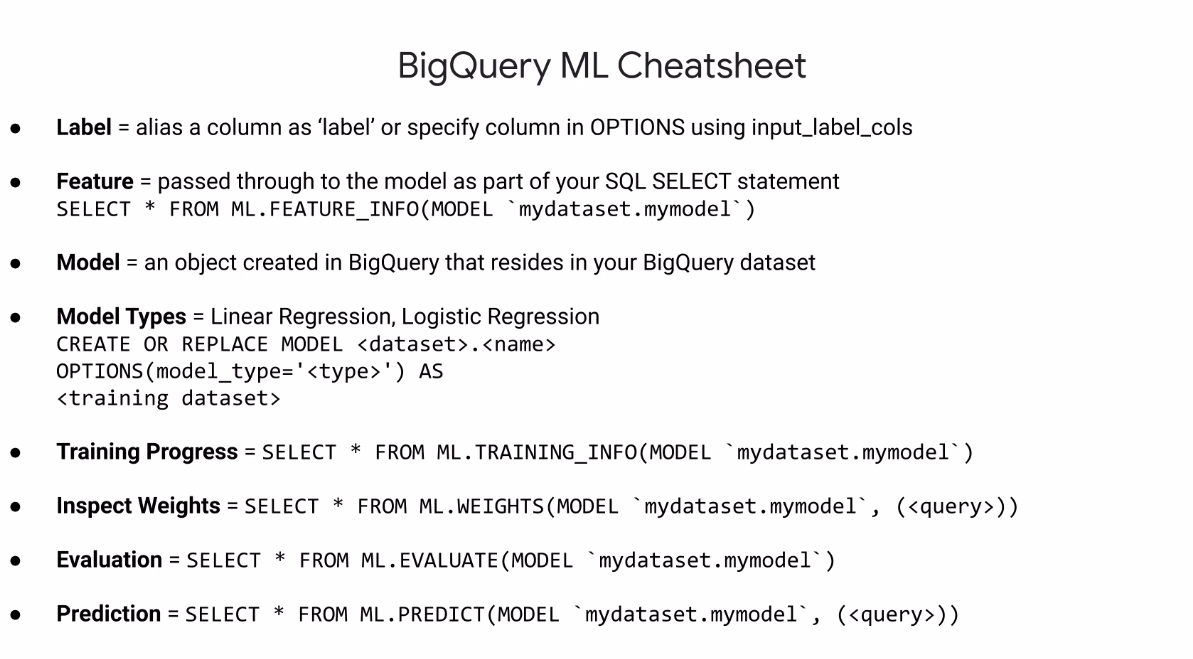 BigQuery ML Cheatsheet
● Label = alias a column as ‘label’ or specify column in OPTIONS using input_label_cols
● Feature = passed through to the model as part of your SQL SELECT statement
SELECT * FROM ML.FEATURE_INFO(MODEL `mydataset.mymodel`)
● Model = an object created in BigQuery that resides in your BigQuery dataset
● Model Types = Linear Regression, Logistic Regression
CREATE OR REPLACE MODEL <dataset>.<name>
OPTIONS(model_type='<type>') AS
<training dataset>
● Training Progress = SELECT * FROM ML.TRAINING_INFO(MODEL `mydataset.mymodel`)
● Inspect Weights = SELECT * FROM ML.WEIGHTS(MODEL `mydataset.mymodel`, (<query>))
● Evaluation = SELECT * FROM ML.EVALUATE(MODEL `mydataset.mymodel`)
● Prediction = SELECT * FROM ML.PREDICT(MODEL `mydataset.mymodel`, (<query>))